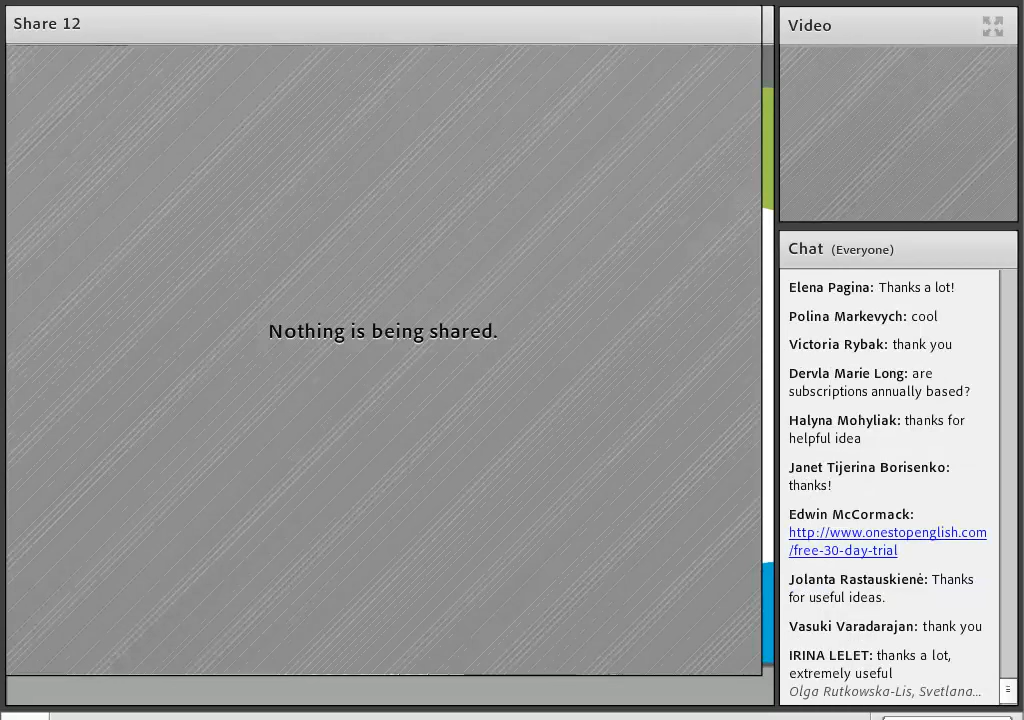 Share 12
Nothing is being shared.
Video
Chat (Everyone)
Elena Pagina: Thanks a lot!
Polina Markevych: cool
Victoria Rybak: thank you
Dervla Marie Long: are
subscriptions annually based?
Halyna Mohyliak: thanks for
helpful idea
Janet Tijerina Borisenko:
thanks!
Edwin McCormack:
http://www.onestopenglish.com
/free-30-day-trial
Jolanta Rastauskienė: Thanks
for useful ideas.
Vasuki Varadarajan: thank you
IRINA LELET: thanks a lot,
extremely useful
Olga Rutkowska-Lis, Svetlana...